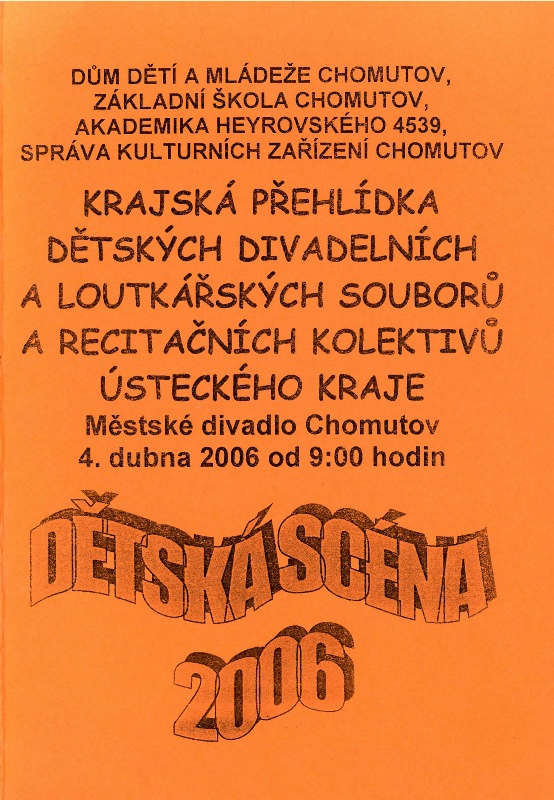 DŮM DĚTÍ A MLÁDEŽE CHOMUTOV,
ZÁKLADNÍ ŠKOLA CHOMUTOV,
AKADEMIKA HEYROVSKÉHO 4539,
SPRÁVA KULTURNÍCH ZAŘÍZENÍ CHOMUTOV
KRAJSKÁ PŘEHLÍDKA
DĚTSKÝCH DIVADELNÍCH
A LOUTKÁŘSKÝCH SOUBORŮ
A RECITAČNÍCH KOLEKTIVŮ
ÚSTECKÉHO KRAJE
Městské divadlo Chomutov
4. dubna 2006 od 9:00 hodin
DĚTSKÁ SCÉNA
2006